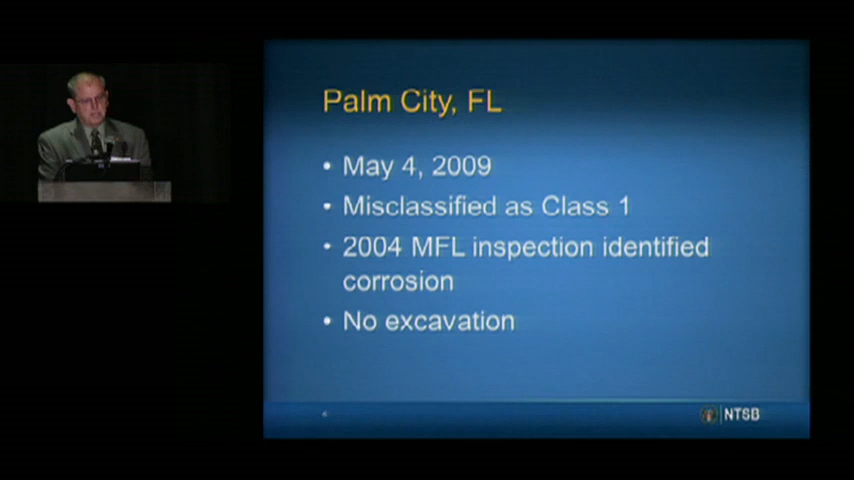 Palm City, FL
• May 4, 2009
• Misclassified as Class 1
• 2004 MFL inspection identified
corrosion
• No excavation
NTSB